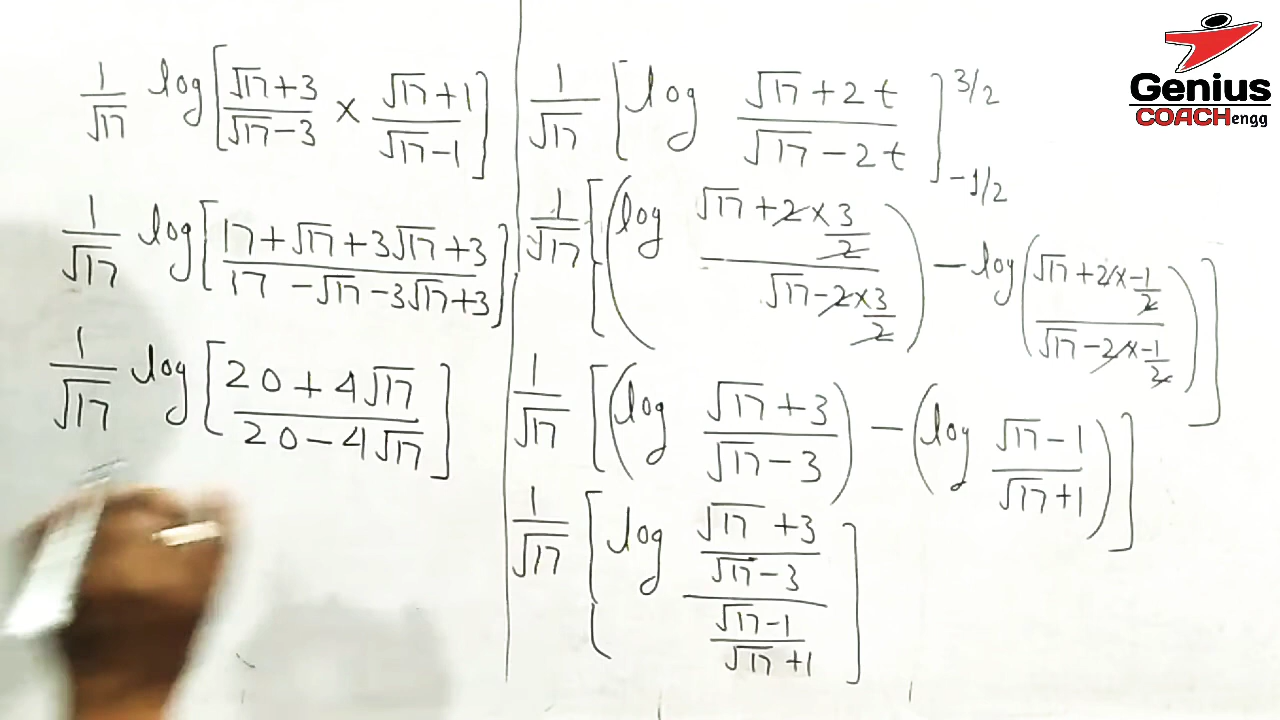 1/√17 log[(√17+3)/(√17-3) × (√17+1)/(√17-1)]
1/√17 log[(17+√17+3√17+3)/(17-√17-3√17+3)]
1/√17 log[(20+4√17)/(20-4√17)]
1/√17 [log (√17+2t)/(√17-2t)]_{-1/2}^{3/2}
1/√17 [(log (√17+2×3/2)/(√17-2×3/2)) - log((√17+2×-1/2)/(√17-2×-1/2))]
1/√17 [(log (√17+3)/(√17-3)) - (log (√17-1)/(√17+1))]
1/√17 [log ((√17+3)/(√17-3))/((√17-1)/(√17+1))]
Genius
COACHengg